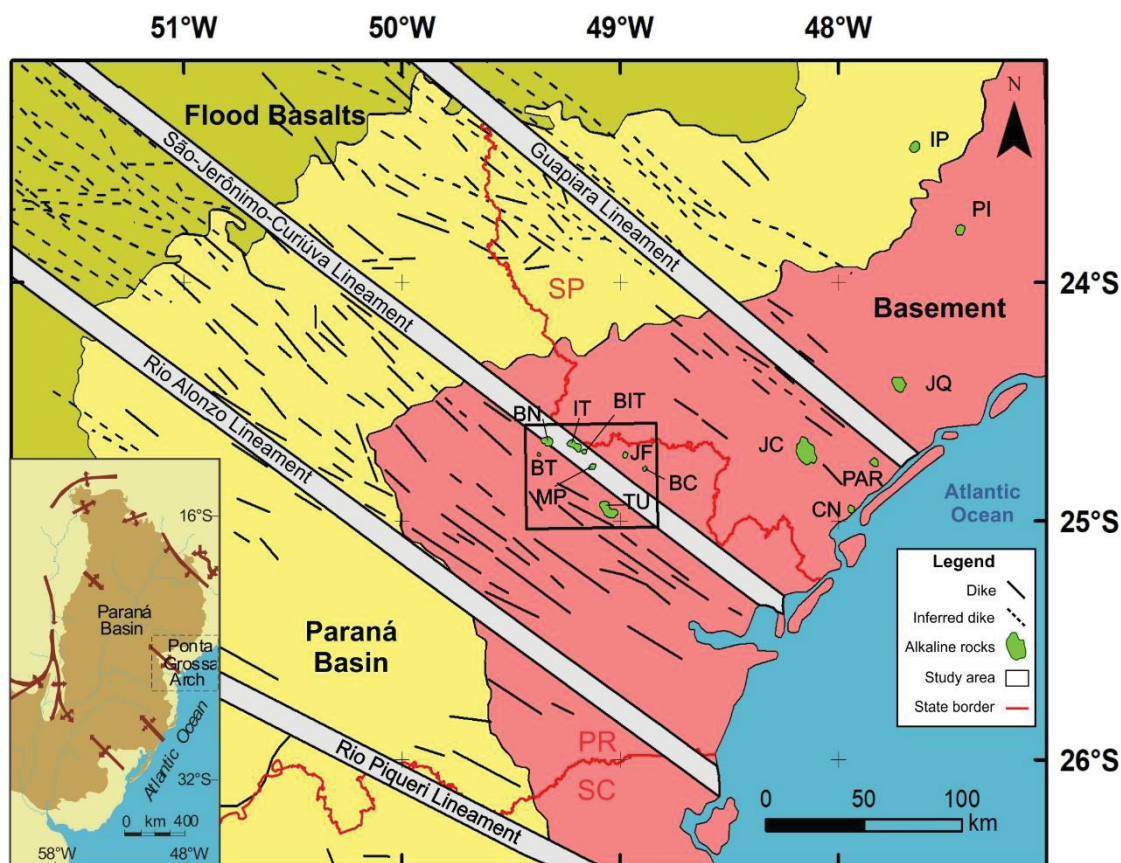 51°W
50°W
49°W
48°W
Flood Basalts
N
IP
Guapiara Lineament
São-Jerônimo-Curiúva Lineament
PI
24°S
SP
Basement
Rio Alonzo Lineament
JQ
BN
IT
BIT
JC
BT
JF
PAR
MP
BC
TU
CN
25°S
Atlantic
Ocean
Legend
Dike
Inferred dike
Alkaline rocks
Study area
State border
16°S
Paraná
Basin
Ponta
Grossa
Arch
Atlantic Ocean
32°S
0 km 400
58°W
48°W
Paraná
Basin
PR
SC
26°S
Rio Piqueri Lineament
0
50
100
km